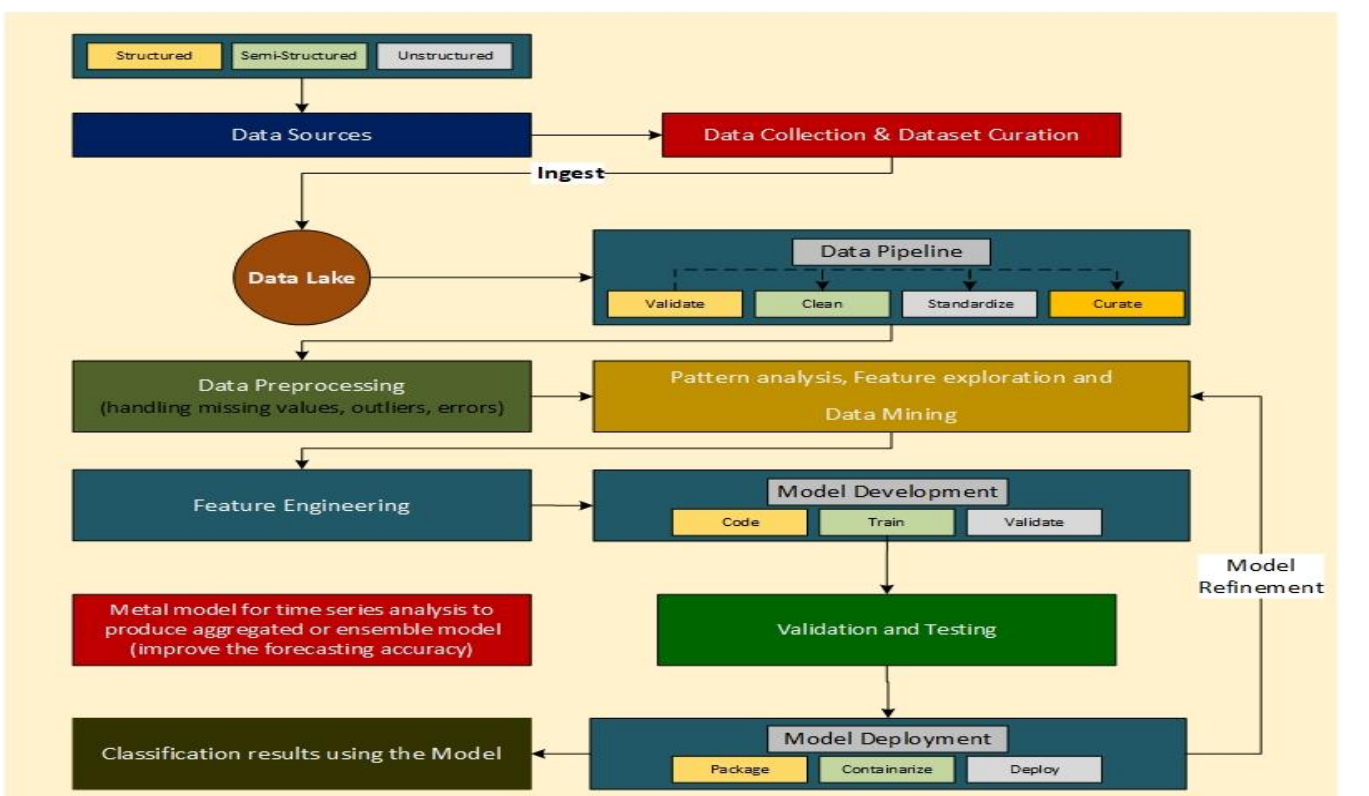 Structured Semi-Structured Unstructured
Data Sources
Data Collection & Dataset Curation
Ingest
Data Lake
Data Pipeline
Validate Clean Standardize Curate
Data Preprocessing
(handling missing values, outliers, errors)
Pattern analysis, Feature exploration and
Data Mining
Feature Engineering
Model Development
Code Train Validate
Model
Refinement
Metal model for time series analysis to
produce aggregated or ensemble model
(improve the forecasting accuracy)
Validation and Testing
Classification results using the Model
Model Deployment
Package Containarize Deploy